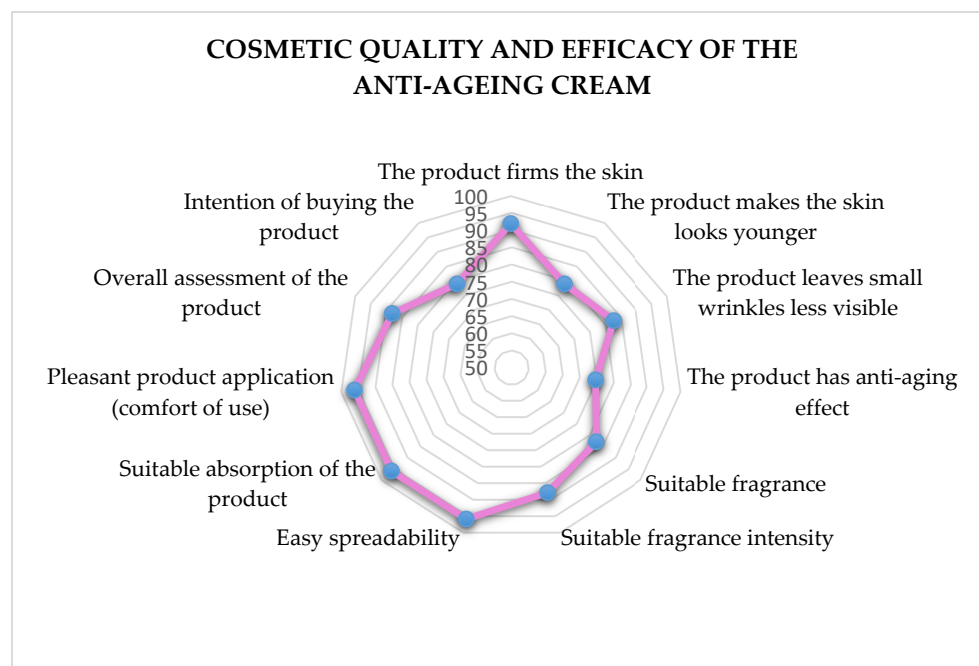 COSMETIC QUALITY AND EFFICACY OF THE
ANTI-AGEING CREAM
The product firms the skin
The product makes the skin
looks younger
The product leaves small
wrinkles less visible
The product has anti-aging
effect
Suitable fragrance
Suitable fragrance intensity
Easy spreadability
Suitable absorption of the
product
Pleasant product application
(comfort of use)
Overall assessment of the
product
Intention of buying the
product
100
95
90
85
80
75
70
65
60
55
50